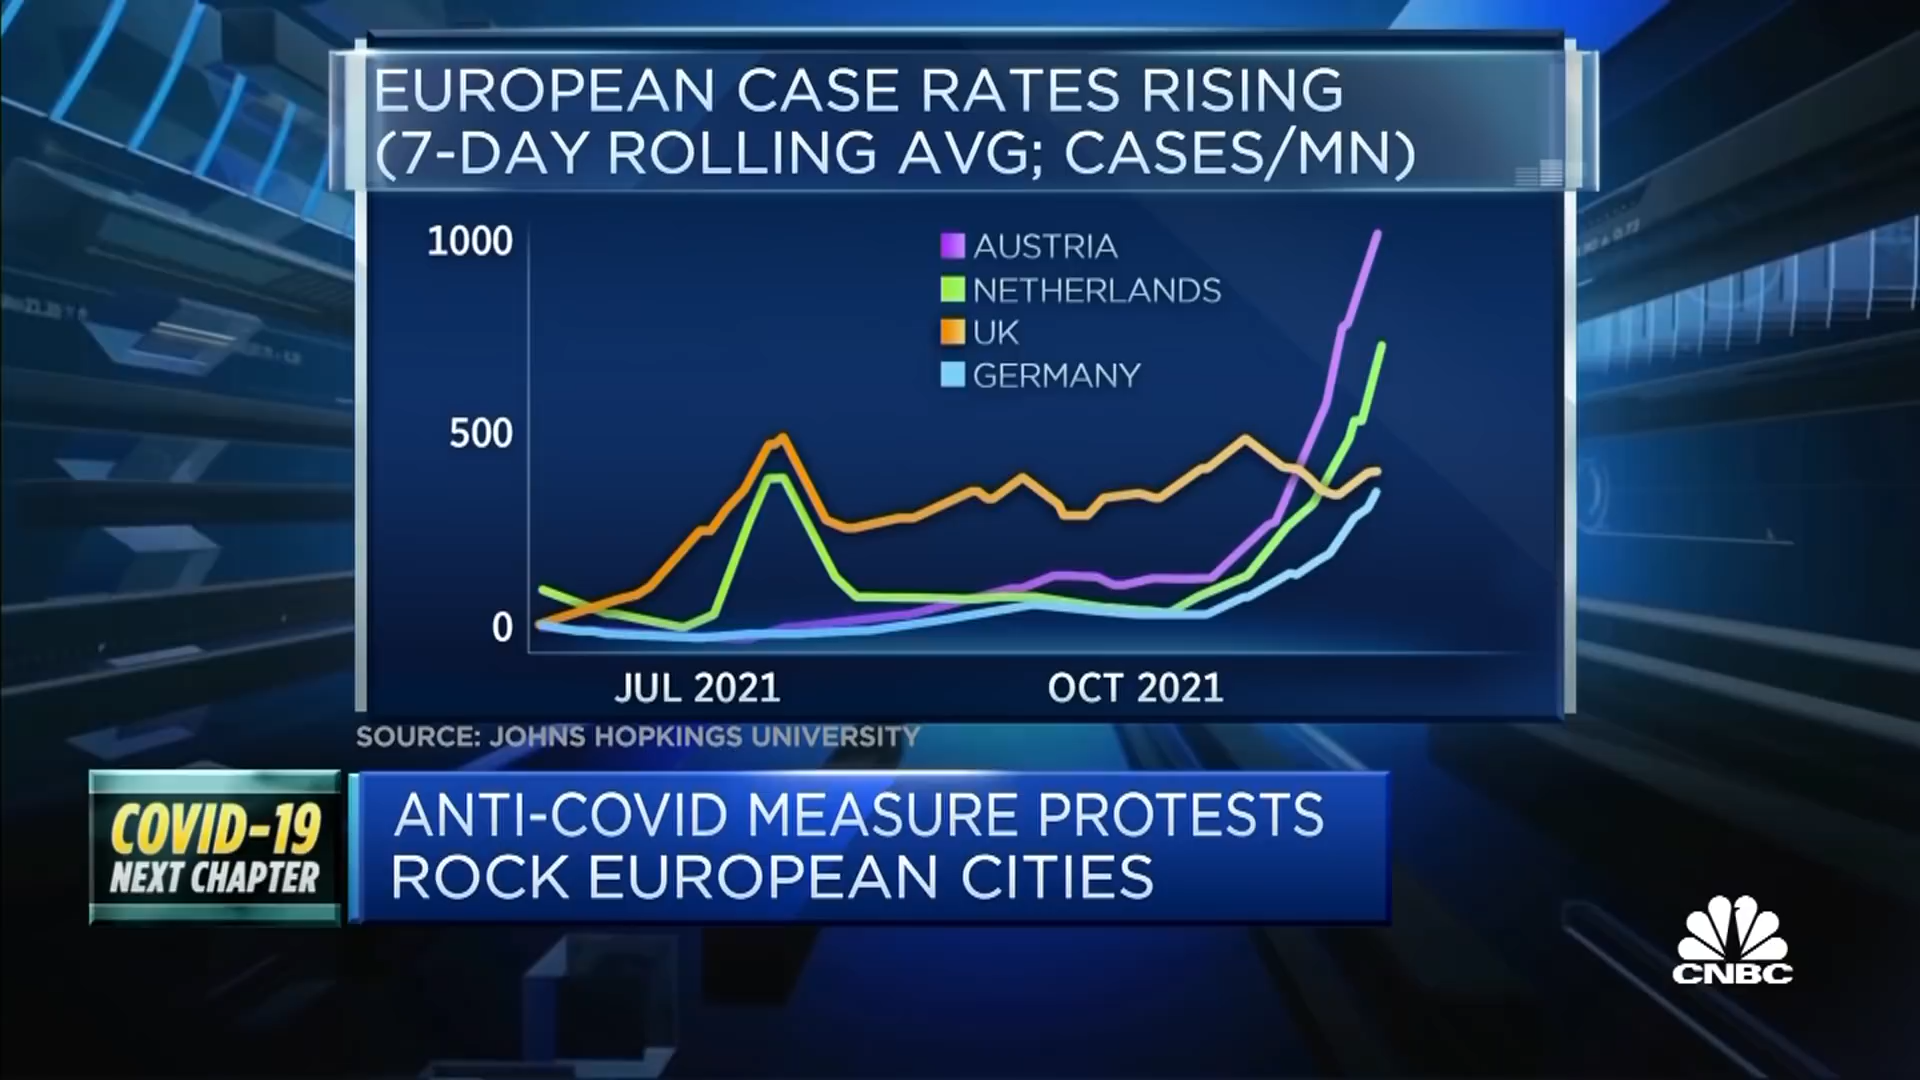 EUROPEAN CASE RATES RISING
(7-DAY ROLLING AVG; CASES/MN)
1000
500
0
AUSTRIA
NETHERLANDS
UK
GERMANY
JUL 2021
OCT 2021
SOURCE: JOHNS HOPKINGS UNIVERSITY
COVID-19
NEXT CHAPTER
ANTI-COVID MEASURE PROTESTS
ROCK EUROPEAN CITIES
CNBC